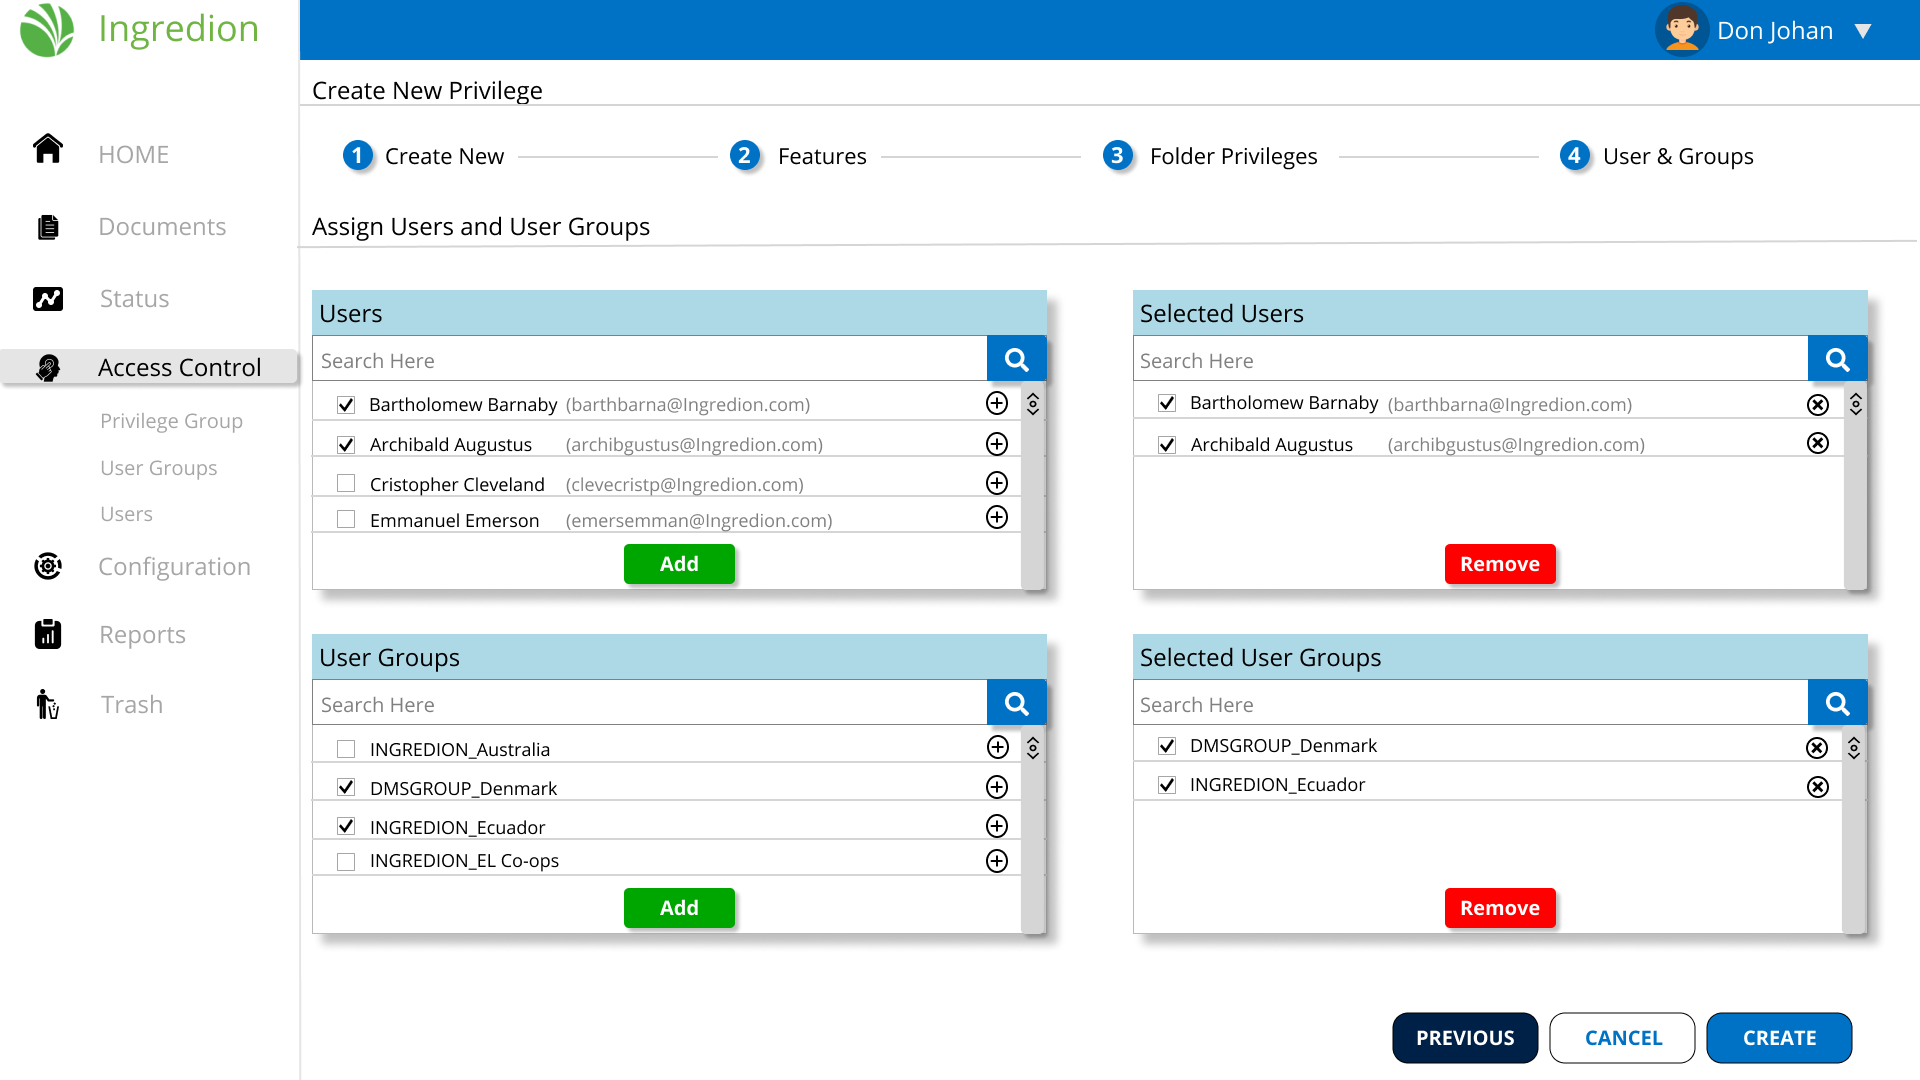 Ingredion
Don Johan
HOME
Documents
Status
Access Control
Privilege Group
User Groups
Users
Configuration
Reports
Trash
Create New Privilege
1 Create New
2 Features
3 Folder Privileges
4 User & Groups
Assign Users and User Groups
Users
Search Here
Bartholomew Barnaby (barthbarna@Ingredion.com)
Archibald Augustus (archibgustus@Ingredion.com)
Cristopher Cleveland (clevecristp@Ingredion.com)
Emmanuel Emerson (emersemman@Ingredion.com)
Add
Selected Users
Search Here
Bartholomew Barnaby (barthbarna@Ingredion.com)
Archibald Augustus (archibgustus@Ingredion.com)
Remove
User Groups
Search Here
INGREDION_Australia
DMSGROUP_Denmark
INGREDION_Ecuador
INGREDION_EL Co-ops
Add
Selected User Groups
Search Here
DMSGROUP_Denmark
INGREDION_Ecuador
Remove
PREVIOUS
CANCEL
CREATE